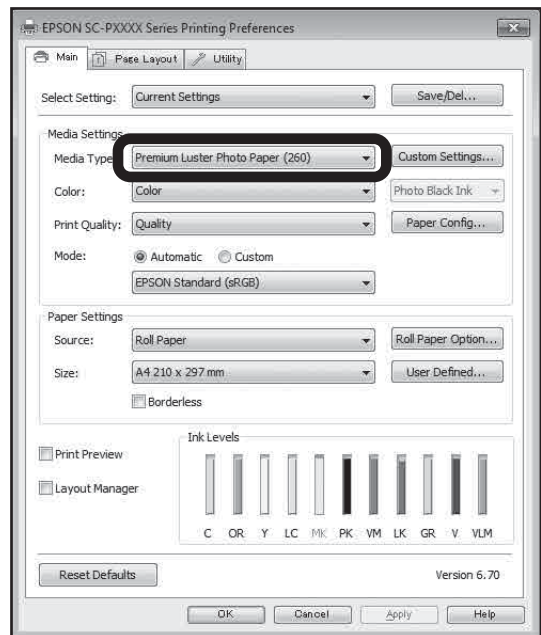 EPSON SC-PXXXX Series Printing Preferences
Main Page Layout Utility
Select Setting: Current Settings Save/Del...
Media Settings
Media Type Premium Luster Photo Paper (260) Custom Settings...
Color: Color Photo Black Ink
Print Quality: Quality Paper Config...
Mode: Automatic Custom
EPSON Standard (sRGB)
Paper Settings
Source: Roll Paper Roll Paper Option...
Size: A4 210 x 297 mm User Defined...
Borderless
Ink Levels
Print Preview
Layout Manager
C OR Y LC MK PK VM LK GR V VLM
Reset Defaults Version 6.70
OK Cancel Apply Help